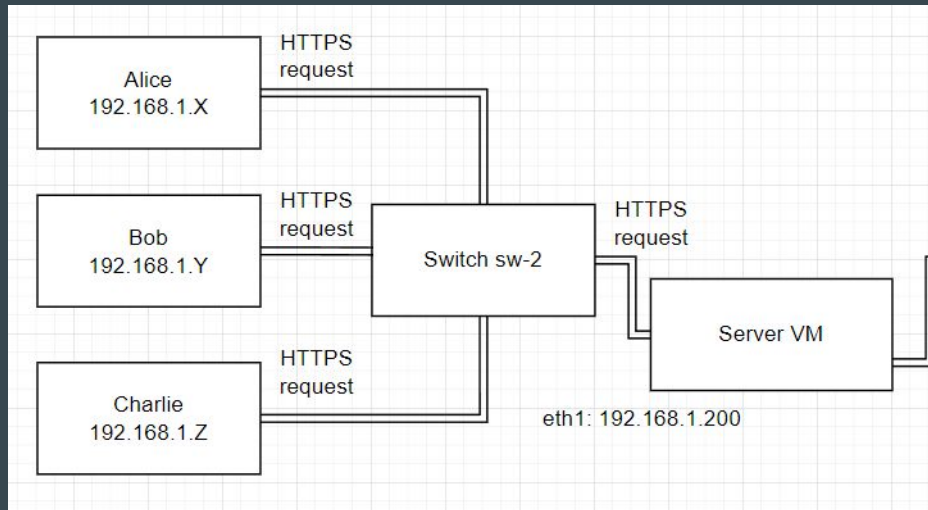 HTTPS
request
Alice
192.168.1.X
HTTPS
request
Bob
192.168.1.Y
HTTPS
request
Switch sw-2
Server VM
HTTPS
request
Charlie
192.168.1.Z
eth1: 192.168.1.200